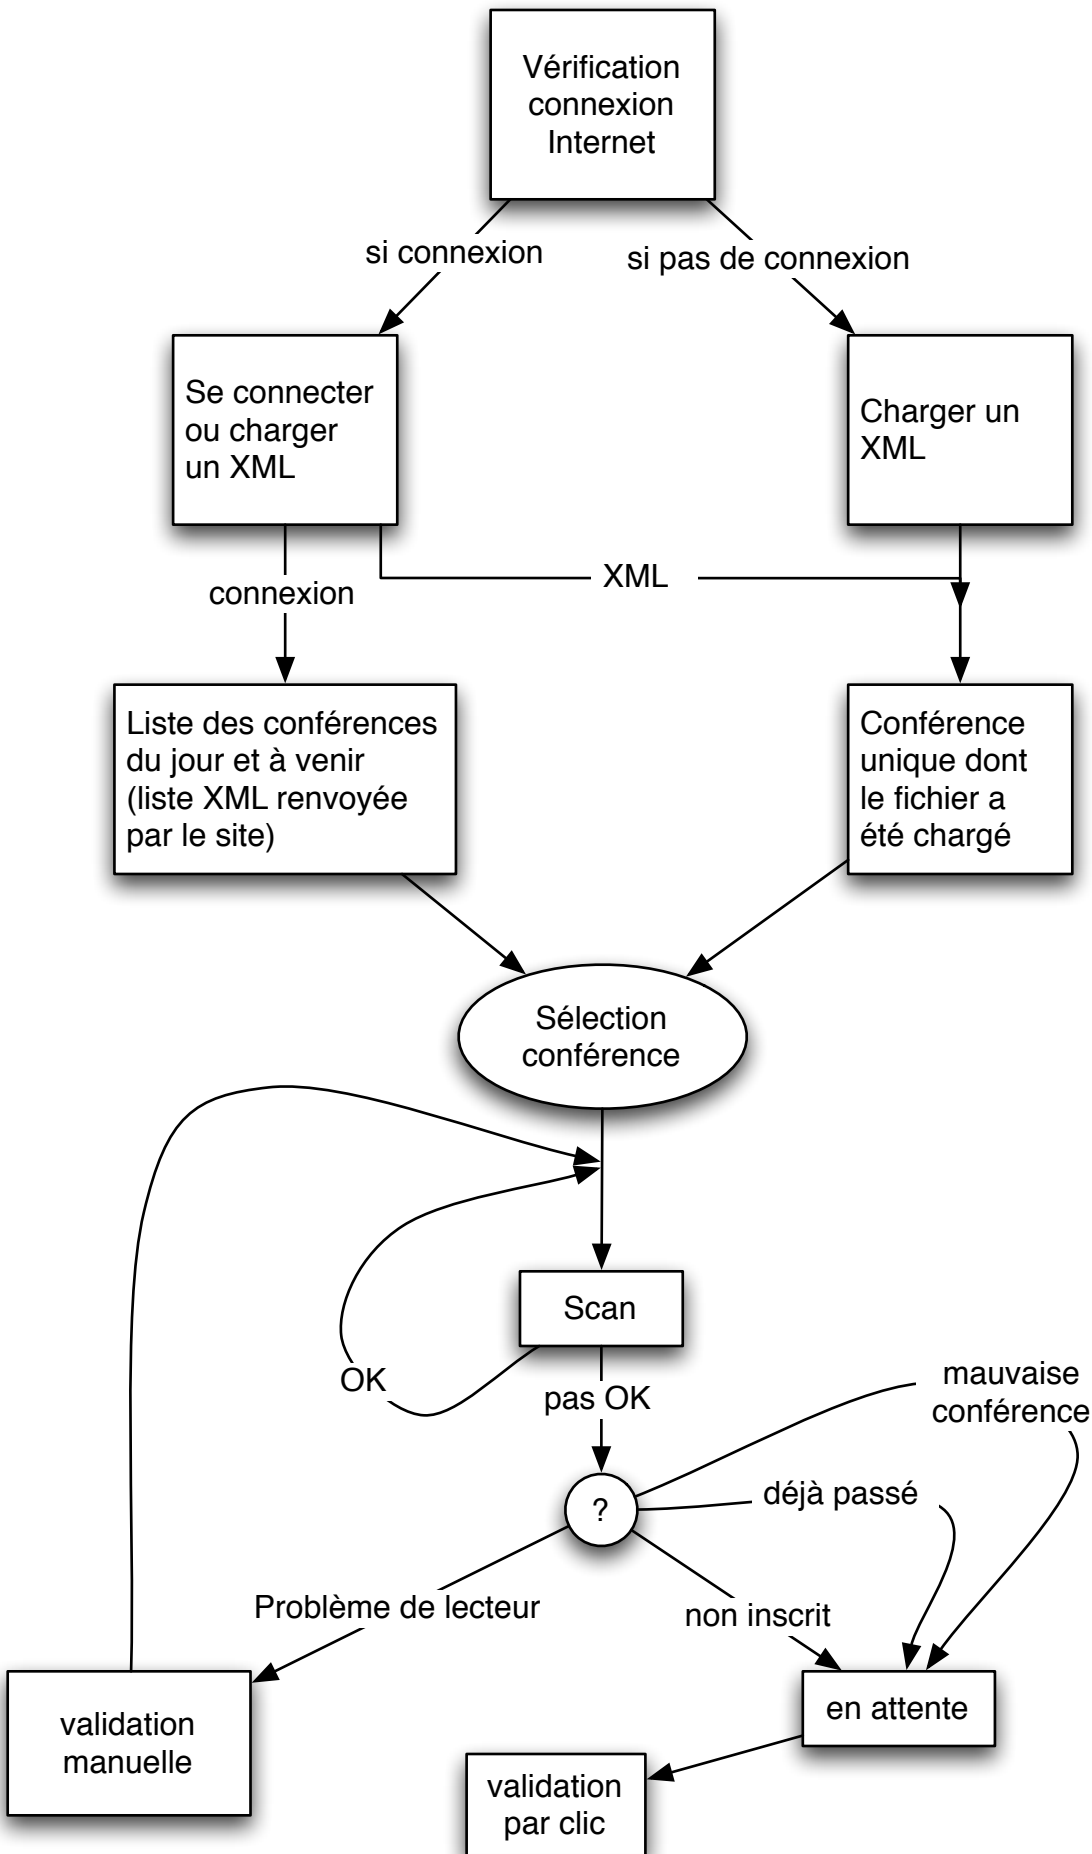 Vérification
connexion
Internet
si connexion
si pas de connexion
Se connecter
ou charger
un XML
Charger un
XML
XML
connexion
Liste des conférences
du jour et à venir
(liste XML renvoyée
par le site)
Conférence
unique dont
le fichier a
été chargé
Sélection
conférence
Scan
OK
pas OK
mauvaise
conférence
?
déjà passé
Problème de lecteur
non inscrit
validation
manuelle
en attente
validation
par clic